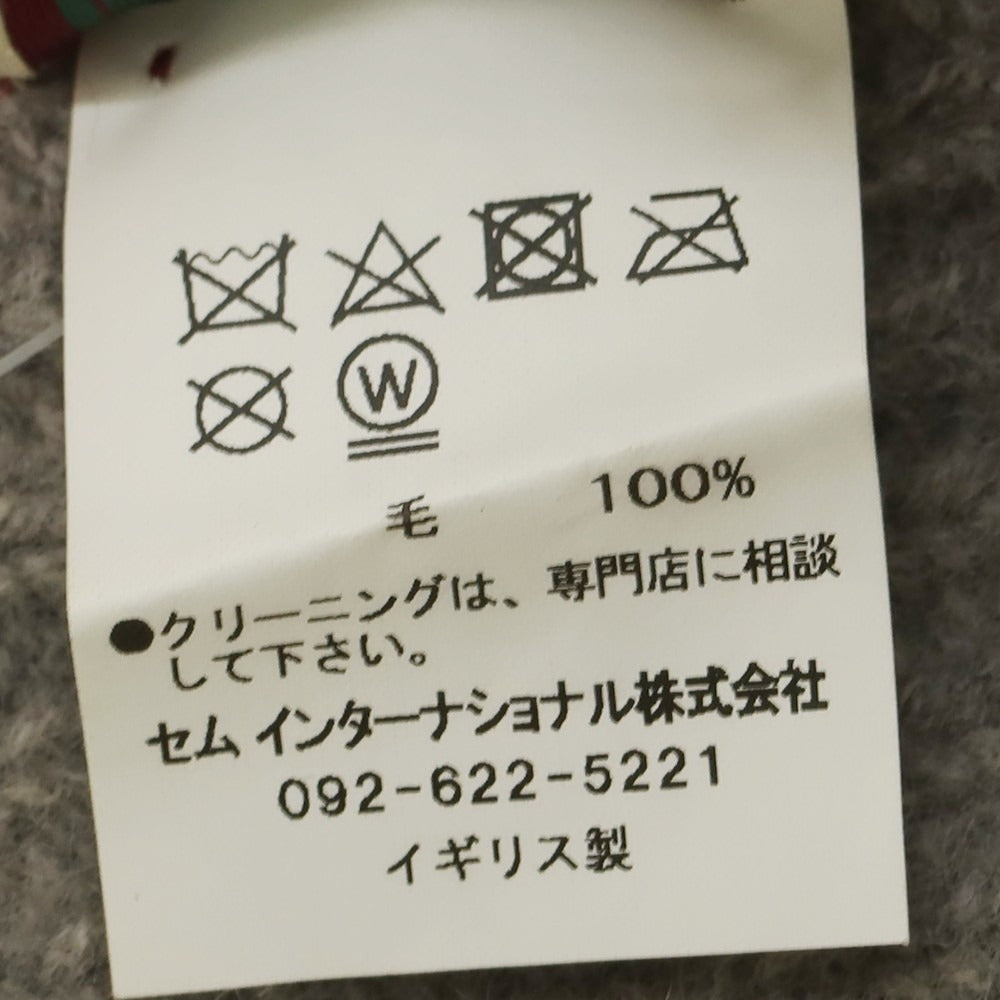 W
毛 100%
●クリーニングは、専門店に相談
して下さい。
セム インターナショナル株式会社
092-622-5221
イギリス製